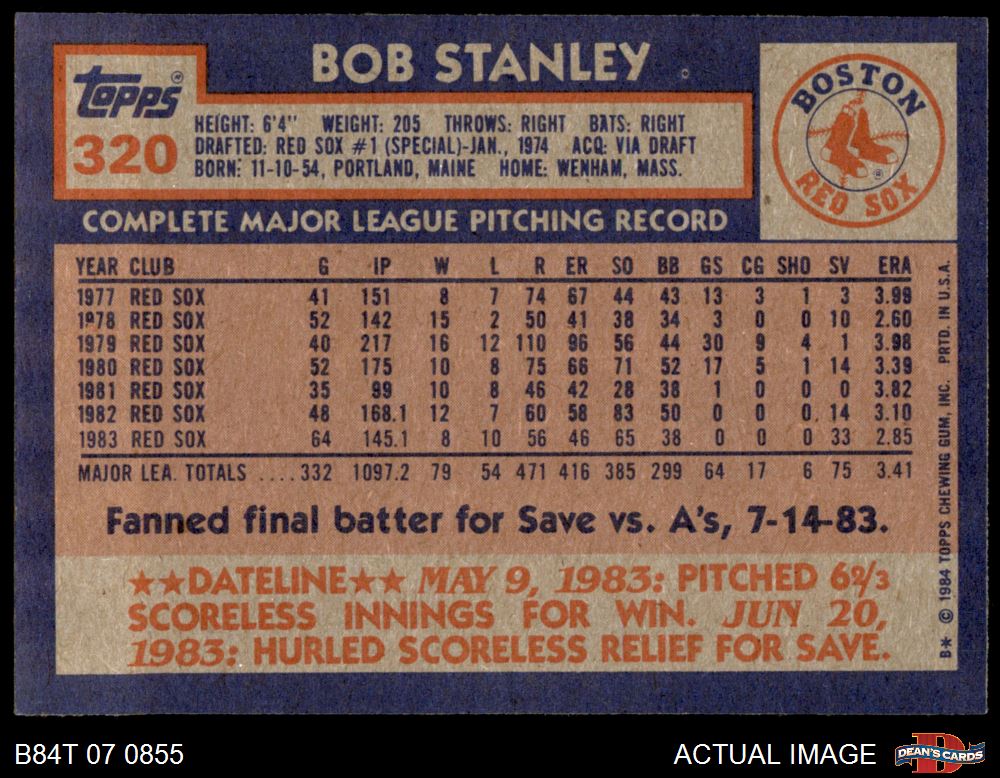 BOB STANLEY
Topps®
320
HEIGHT: 6'4" WEIGHT: 205 THROWS: RIGHT BATS: RIGHT
DRAFTED: RED SOX #1 (SPECIAL)-JAN., 1974 ACQ: VIA DRAFT
BORN: 11-10-54, PORTLAND, MAINE HOME: WENHAM, MASS.
BOSTON
RED SOX
®
COMPLETE MAJOR LEAGUE PITCHING RECORD
YEAR CLUB G IP W L R ER SO BB GS CG SHO SV ERA
1977 RED SOX 41 151 8 7 74 67 44 43 13 3 1 3 3.99
1978 RED SOX 52 142 15 2 50 41 38 34 3 0 0 10 2.60
1979 RED SOX 40 217 16 12 110 96 56 44 30 9 4 1 3.98
1980 RED SOX 52 175 10 8 75 66 71 52 17 5 1 14 3.39
1981 RED SOX 35 99 10 8 46 42 28 38 1 0 0 0 3.82
1982 RED SOX 48 168.1 12 7 60 58 83 50 0 0 0 14 3.10
1983 RED SOX 64 145.1 8 10 56 46 65 38 0 0 0 33 2.85
MAJOR LEA. TOTALS ....332 1097.2 79 54 471 416 385 299 64 17 6 75 3.41
Fanned final batter for Save vs. A's, 7-14-83.
★★DATELINE★★ MAY 9, 1983: PITCHED 6⅔
SCORELESS INNINGS FOR WIN. JUN 20,
1983: HURLED SCORELESS RELIEF FOR SAVE.
B* © 1984 TOPPS CHEWING GUM, INC. PRTD. IN U.S.A.
B84T 07 0855
ACTUAL IMAGE
DEAN'S CARDS